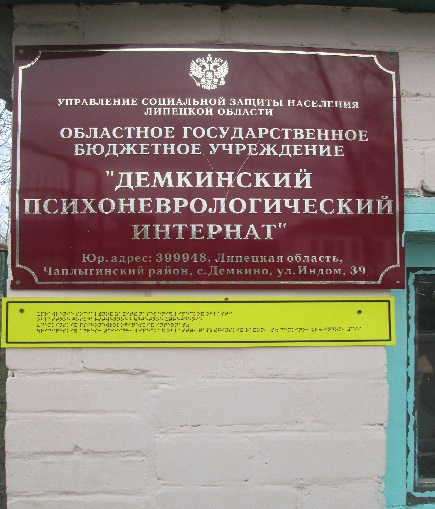 УПРАВЛЕНИЕ СОЦИАЛЬНОЙ ЗАЩИТЫ НАСЕЛЕНИЯ
ЛИПЕЦКОЙ ОБЛАСТИ
ОБЛАСТНОЕ ГОСУДАРСТВЕННОЕ
БЮДЖЕТНОЕ УЧРЕЖДЕНИЕ
"ДЕМКИНСКИЙ
ПСИХОНЕВРОЛОГИЧЕСКИЙ
ИНТЕРНАТ"
Юр. адрес: 399948, Липецкая область,
Чаплыгинский район, с. Демкино, ул. Индом, 39